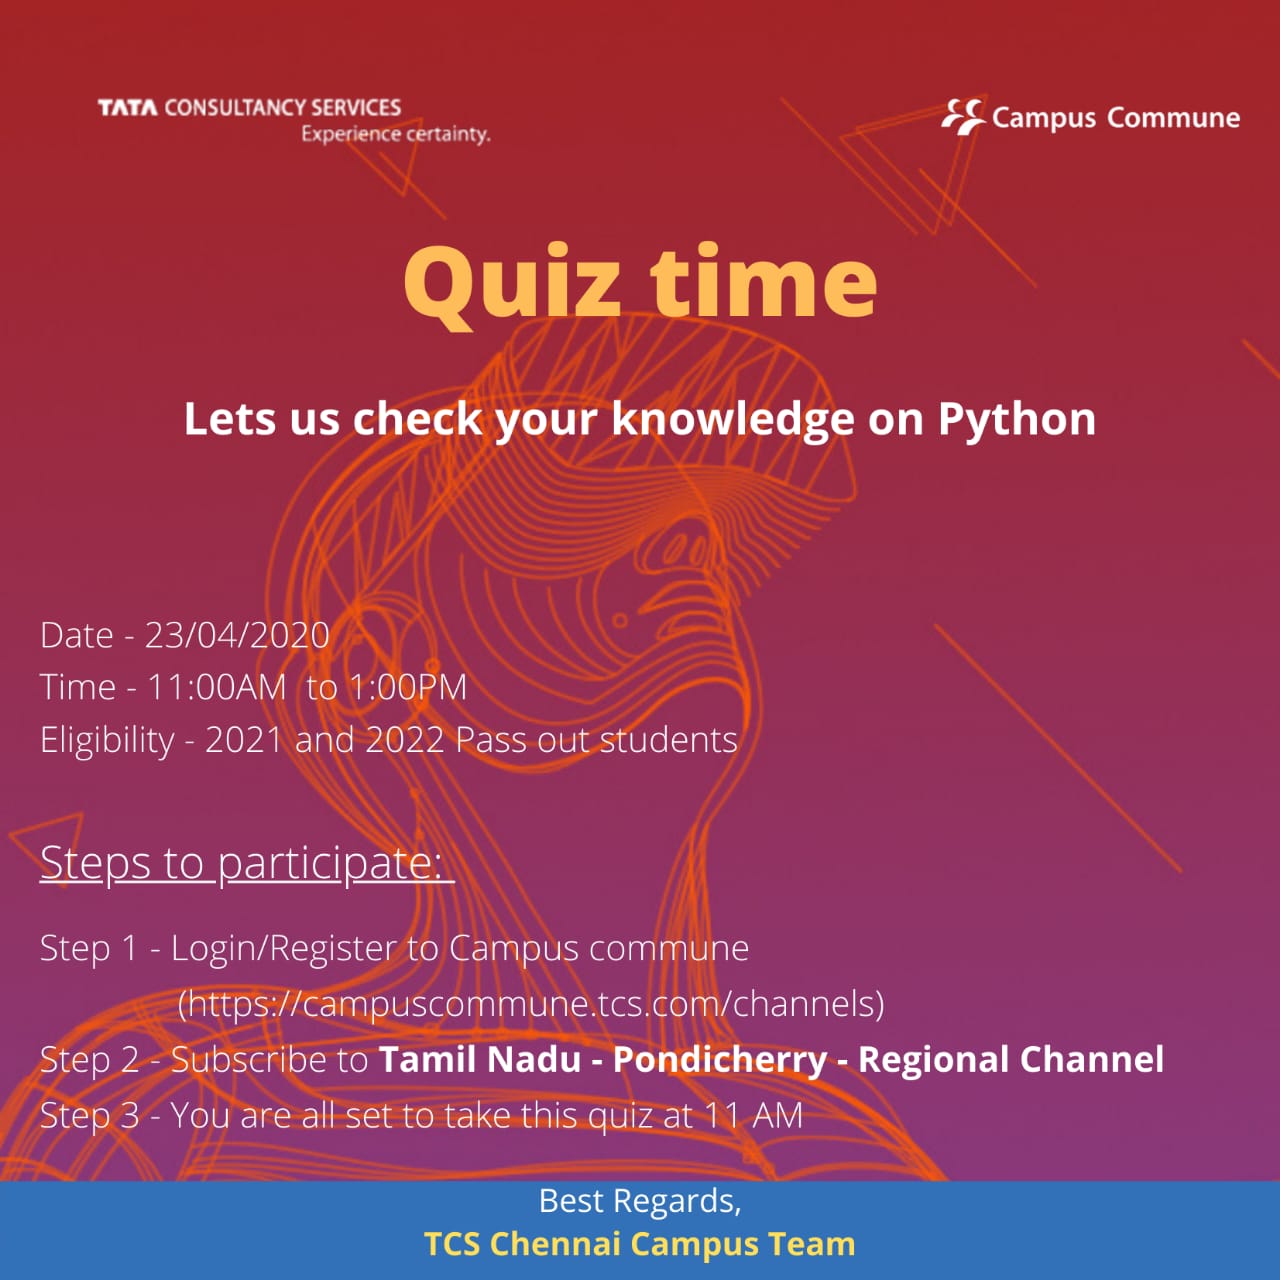 TATA CONSULTANCY SERVICES
Experience certainty.
Campus Commune
Quiz time
Lets us check your knowledge on Python
Date - 23/04/2020
Time - 11:00AM  to 1:00PM
Eligibility - 2021 and 2022 Pass out students
Steps to participate:
Step 1 - Login/Register to Campus commune
(https://campuscommune.tcs.com/channels)
Step 2 - Subscribe to Tamil Nadu - Pondicherry - Regional Channel
Step 3 - You are all set to take this quiz at 11 AM
Best Regards,
TCS Chennai Campus Team